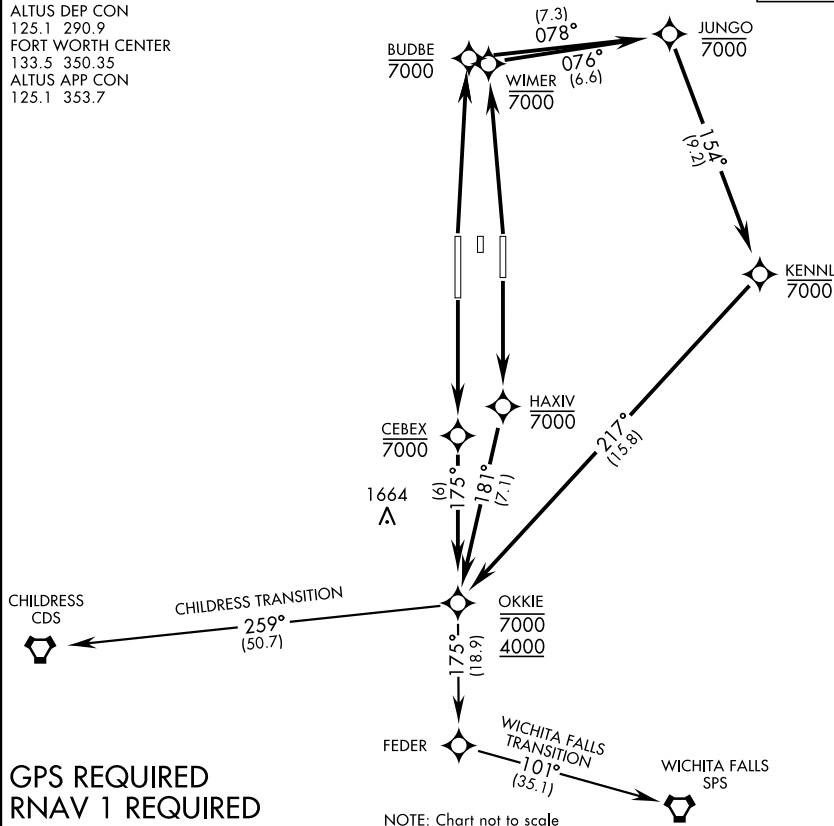 ALTUS DEP CON
125.1 290.9
FORT WORTH CENTER
133.5 350.35
ALTUS APP CON
125.1 353.7
BUDBE
7000
(7.3)
078°
076°
(6.6)
WIMER
7000
JUNGO
7000
154°
(9.2)
KENNL
7000
HAXIV
7000
CEBEX
7000
217°
(15.8)
1664
(6)
175°
181°
(7.1)
OKKIE
7000
4000
CHILDRESS
CDS
CHILDRESS TRANSITION
259°
(50.7)
175°
(18.9)
FEDER
WICHITA FALLS
TRANSITION
101°
(35.1)
WICHITA FALLS
SPS
GPS REQUIRED
RNAV 1 REQUIRED
NOTE: Chart not to scale